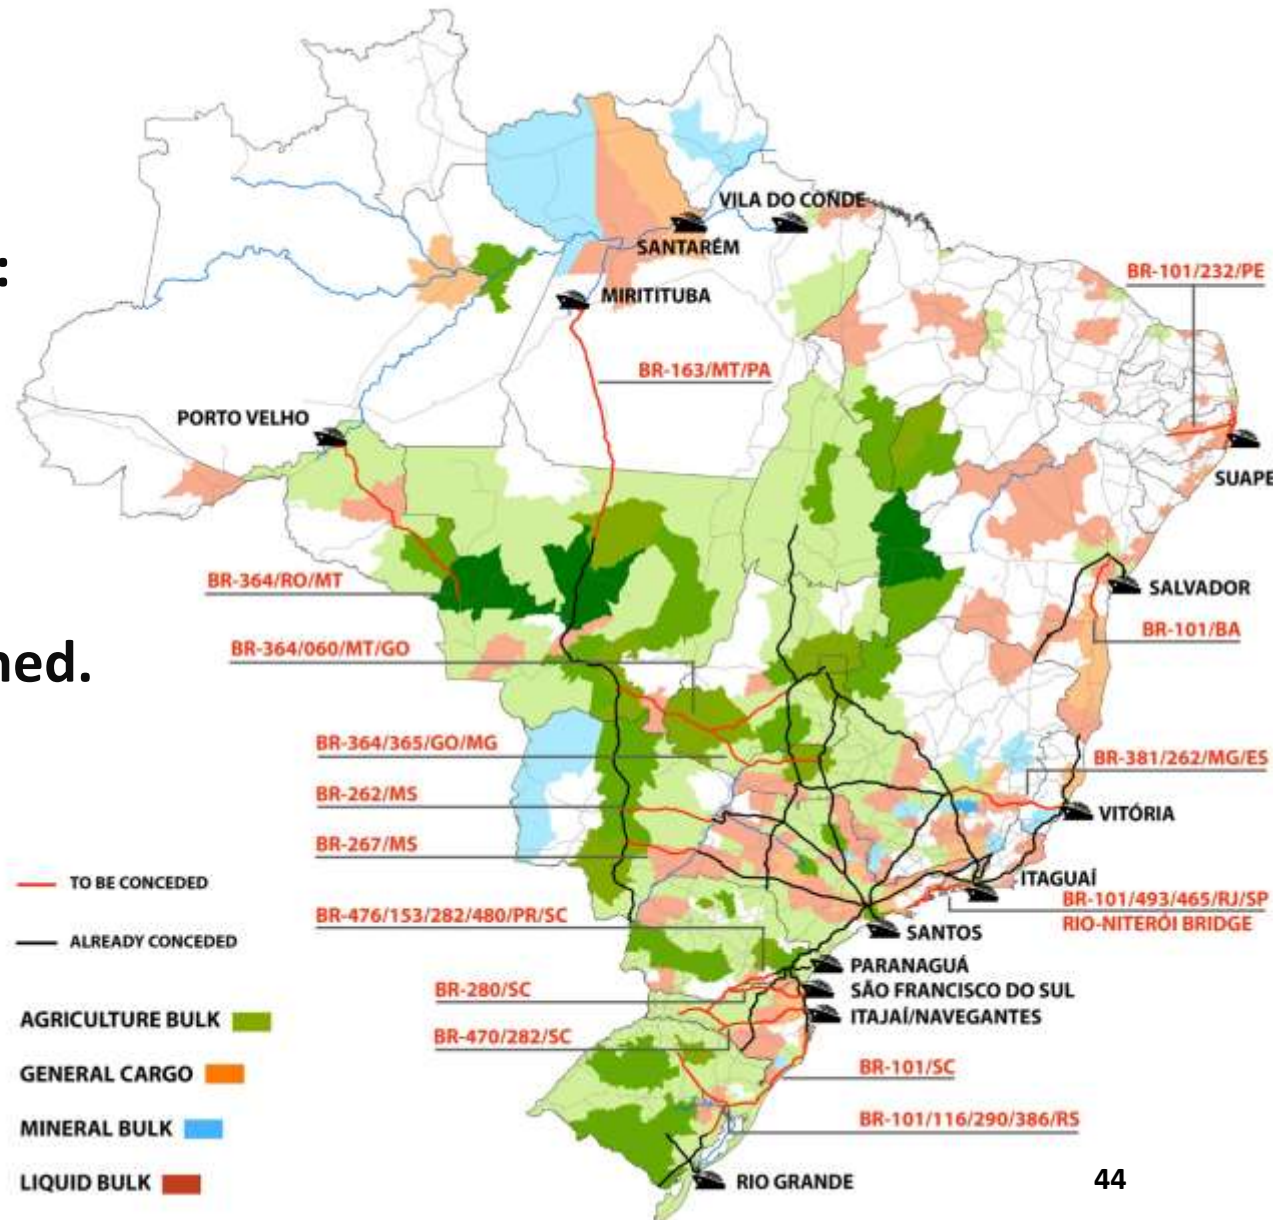 VILA DO CONDE
SANTARÉM
:
BR-101/232/PE
MIRITITUBA
BR-163/MT/PA
PORTO VELHO
SUAPE
BR-364/RO/MT
SALVADOR
BR-101/BA
BR-364/060/MT/GO
ned.
BR-364/365/GO/MG
BR-381/262/MG/ES
BR-262/MS
VITÓRIA
BR-267/MS
TO BE CONCEDED
ITAGUAÍ
BR-101/493/465/RJ/SP
RIO-NITERÓI BRIDGE
BR-476/153/282/480/PR/SC
ALREADY CONCEDED
SANTOS
PARANAGUÁ
BR-280/SC
SÃO FRANCISCO DO SUL
AGRICULTURE BULK
ITAJAÍ/NAVEGANTES
BR-470/282/SC
GENERAL CARGO
BR-101/SC
MINERAL BULK
BR-101/116/290/386/RS
LIQUID BULK
RIO GRANDE
44